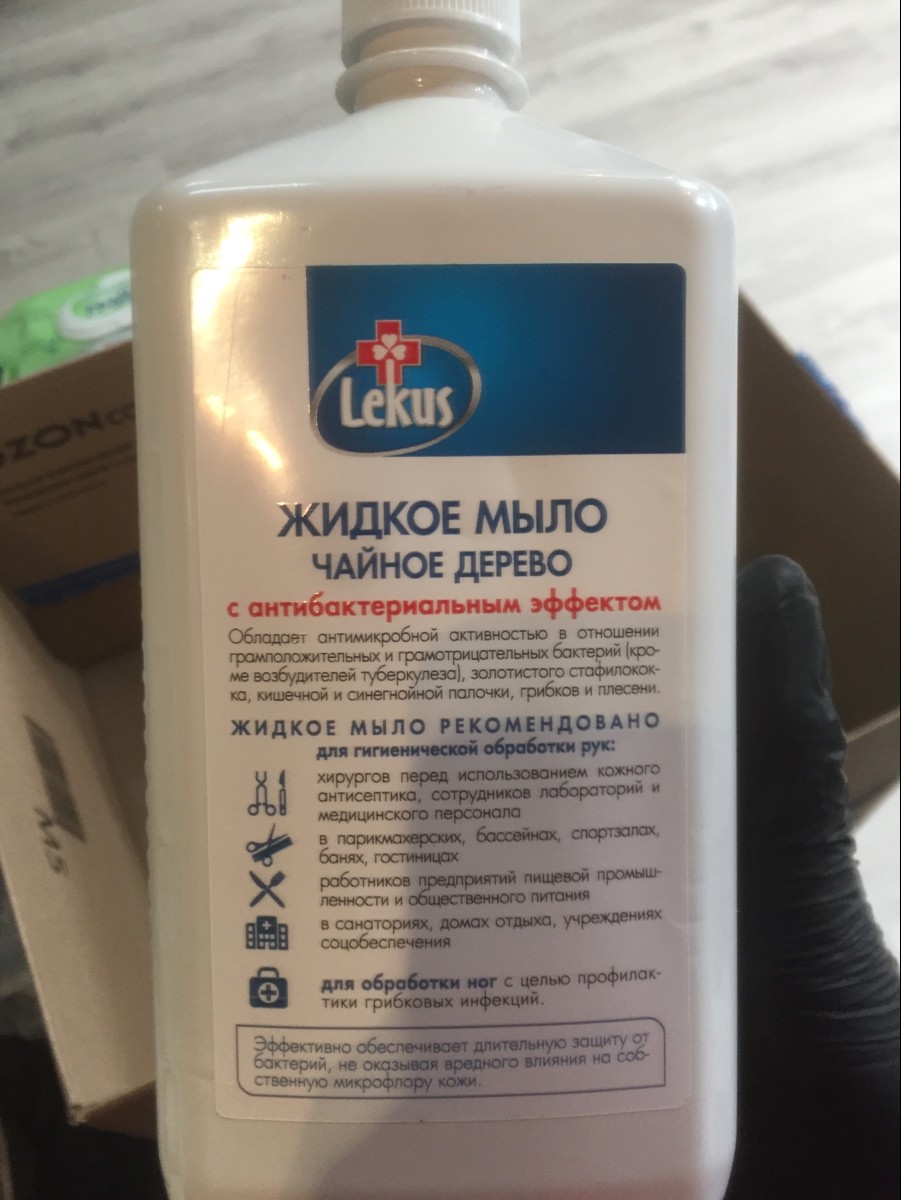 Lekus
ЖИДКОЕ МЫЛО
ЧАЙНОЕ ДЕРЕВО
с антибактериальным эффектом
Обладает антимикробной активностью в отношении
грамположительных и грамотрицательных бактерий (кро-
ме возбудителей туберкулеза), золотистого стафилокок-
ка, кишечной и синегнойной палочки, грибков и плесени.
ЖИДКОЕ МЫЛО РЕКОМЕНДОВАНО
для гигиенической обработки рук:
хирургов перед использованием кожного
антисептика, сотрудников лабораторий и
медицинского персонала
в парикмахерских, бассейнах, спортзалах,
банях, гостиницах
работников предприятий пищевой промыш-
ленности и общественного питания
в санаториях, домах отдыха, учреждениях
соцобеспечения
для обработки ног с целью профилак-
тики грибковых инфекций.
Эффективно обеспечивает длительную защиту от
бактерий, не оказывая вредного влияния на соб-
ственную микрофлору кожи.
OZON